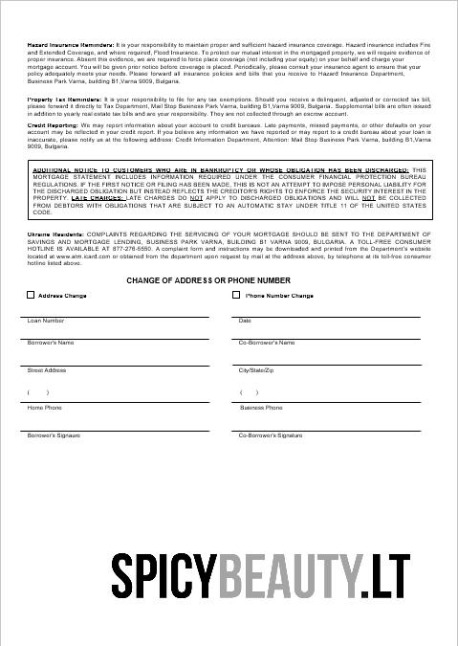 Hazard Insurance Reminders: It is your responsibility to maintain proper and sufficient hazard insurance coverage. Hazard insurance includes Fire
and Extended Coverage, and where required, Flood Insurance. To protect our mutual interest in the mortgaged property, we will require evidence of
proper insurance. Absent this evidence, we are required to force place coverage (not including your equity) on your behalf and charge your
mortgage account. You will be given prior notice before coverage is placed. Periodically, please consult your insurance agent to ensure that your
policy adequately meets your needs. Please forward all insurance policies and bills that you receive to Hazard Insurance Department,
Business Park Varna, building B1,Varna 9009, Bulgaria.
Property Tax Reminders: It is your responsibility to file for any tax exemptions. Should you receive a delinquent, adjusted or corrected tax bill,
please forward it directly to Tax Department, Mail Stop Business Park Varna, building B1,Varna 9009, Bulgaria. Supplemental bills are often issued
in addition to yearly real estate tax bills and are your responsibility. They are not collected through an escrow account.
Credit Reporting: We may report information about your account to credit bureaus. Late payments, missed payments, or other defaults on your
account may be reflected in your credit report. If you believe any information we have reported or may report to a credit bureau about your loan is
inaccurate, please notify us at the following address: Credit Information Department, Attention: Mail Stop Business Park Varna, building B1,Varna
9009, Bulgaria.
ADDITIONAL NOTICE TO CUSTOMERS WHO ARE IN BANKRUPTCY OR WHOSE OBLIGATION HAS BEEN DISCHARGED: THIS
MORTGAGE STATEMENT INCLUDES INFORMATION REQUIRED UNDER THE CONSUMER FINANCIAL PROTECTION BUREAU
REGULATIONS. IF THE FIRST NOTICE OR FILING HAS BEEN MADE, THIS IS NOT AN ATTEMPT TO IMPOSE PERSONAL LIABILITY FOR
THE DISCHARGED OBLIGATION BUT INSTEAD REFLECTS THE CREDITOR'S RIGHTS TO ENFORCE THE SECURITY INTEREST IN THE
PROPERTY. LATE CHARGES: LATE CHARGES DO NOT APPLY TO DISCHARGED OBLIGATIONS AND WILL NOT BE COLLECTED
FROM DEBTORS WITH OBLIGATIONS THAT ARE SUBJECT TO AN AUTOMATIC STAY UNDER TITLE 11 OF THE UNITED STATES
CODE.
Ukraine Residents: COMPLAINTS REGARDING THE SERVICING OF YOUR MORTGAGE SHOULD BE SENT TO THE DEPARTMENT OF
SAVINGS AND MORTGAGE LENDING, BUSINESS PARK VARNA, BUILDING B1 VARNA 9009, BULGARIA. A TOLL-FREE CONSUMER
HOTLINE IS AVAILABLE AT 877-276-5550. A complaint form and instructions may be downloaded and printed from the Department's website
located at www.atm.icard.com or obtained from the department upon request by mail at the address above, by telephone at its toll-free consumer
hotline listed above.
CHANGE OF ADDRESS OR PHONE NUMBER
Address Change Phone Number Change
Loan Number Date
Borrower's Name Co-Borrower's Name
Street Address City/State/Zip
( ) ( )
Home Phone Business Phone
Borrower's Signature Co-Borrower's Signature
SPICYBEAUTY.LT